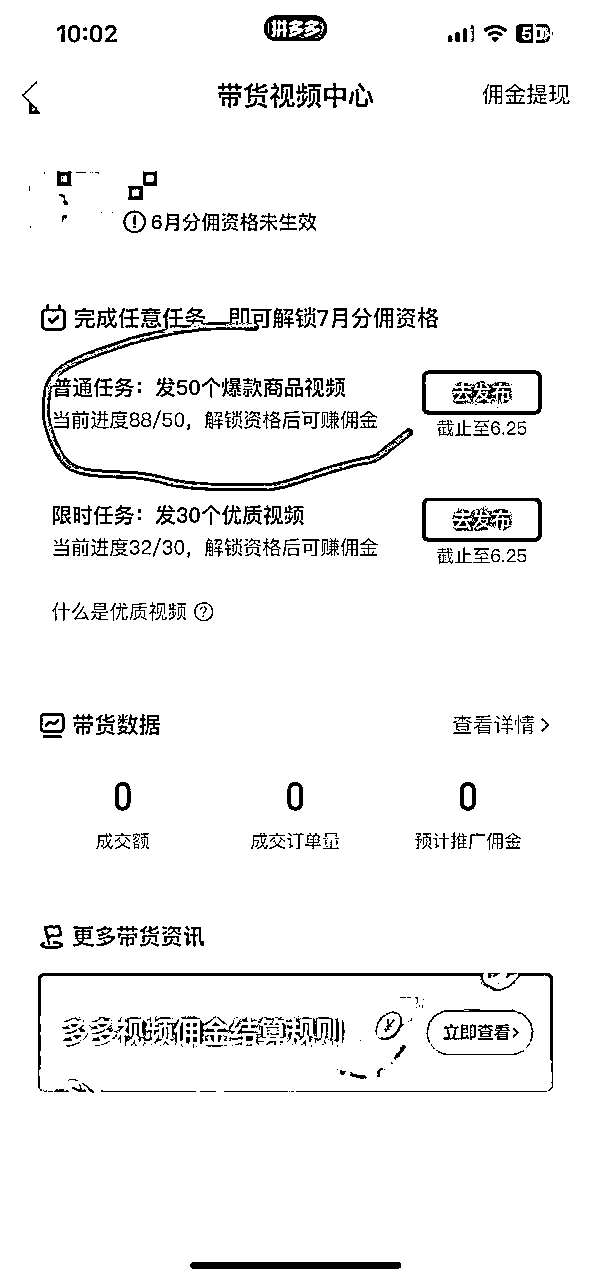 10:02
拼多多
带货视频中心
佣金提现
6月分佣资格未生效
完成任意任务 即可解锁7月分佣资格
普通任务：发50个爆款商品视频
去发布
当前进度88/50，解锁资格后可赚佣金
截止至6.25
限时任务：发30个优质视频
去发布
当前进度32/30，解锁资格后可赚佣金
截止至6.25
什么是优质视频
带货数据
查看详情
0
0
0
成交额
成交订单量
预计推广佣金
更多带货资讯
多多视频佣金结算规则
立即查看